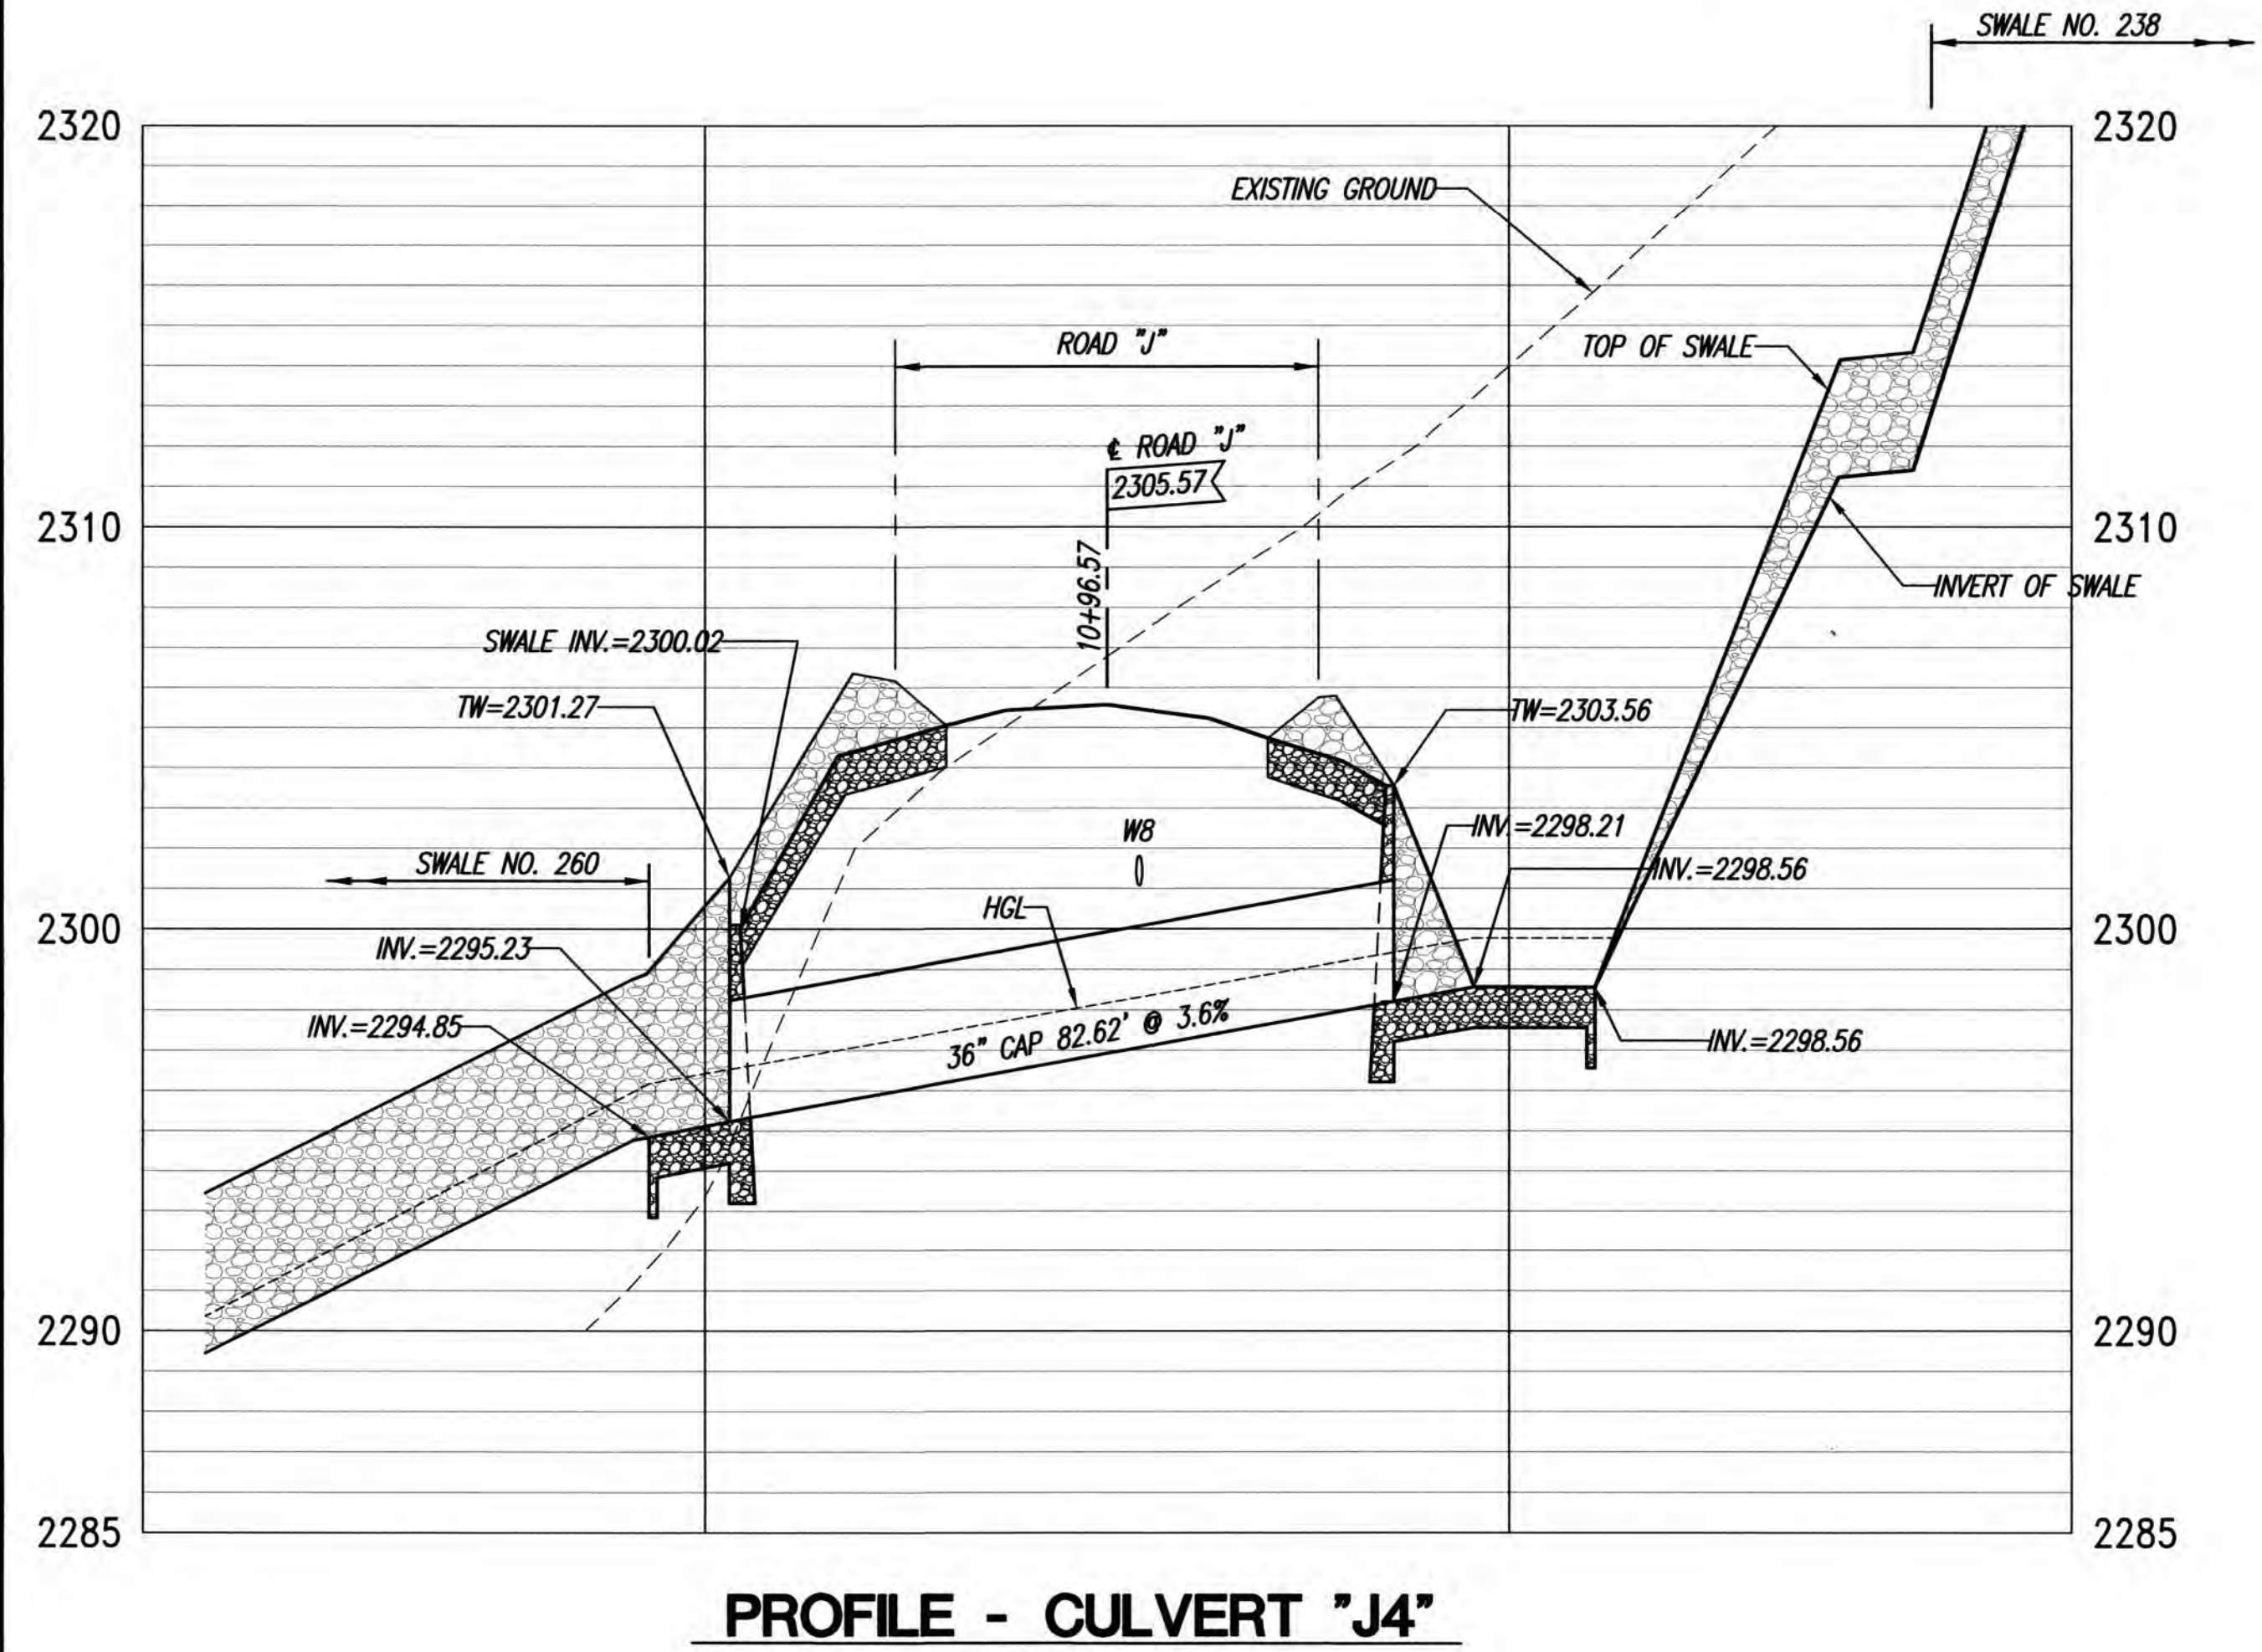 SWALE NO. 238
2320
2320
EXISTING GROUND
ROAD "J"
TOP OF SWALE
℄ ROAD "J"
2305.57
2310
2310
10+96.57
INVERT OF SWALE
SWALE INV.=2300.02
TW=2301.27
TW=2303.56
W8
INV.=2298.21
SWALE NO. 260
INV.=2298.56
HGL
2300
2300
INV.=2295.23
INV.=2294.85
36" CAP 82.62' @ 3.6%
INV.=2298.56
2290
2290
2285
2285
PROFILE - CULVERT "J4"